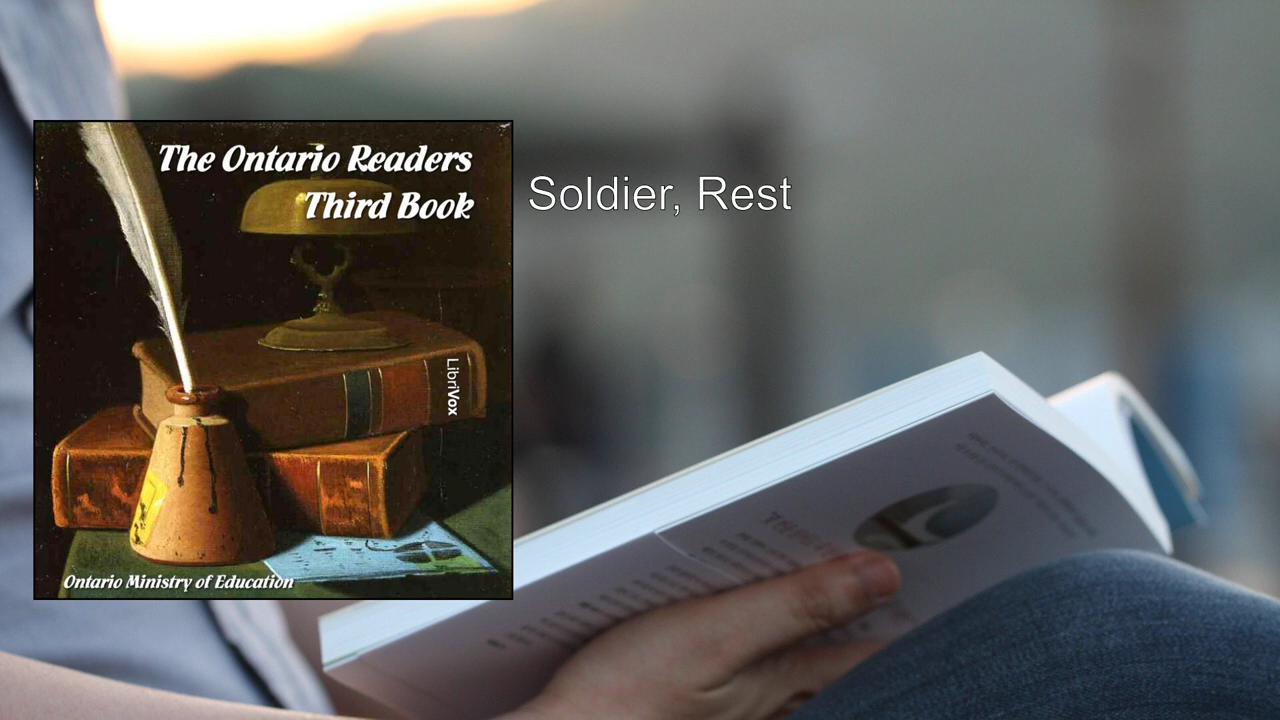 The Ontario Readers
Third Book
Soldier, Rest
LibriVox
Ontario Ministry of Education